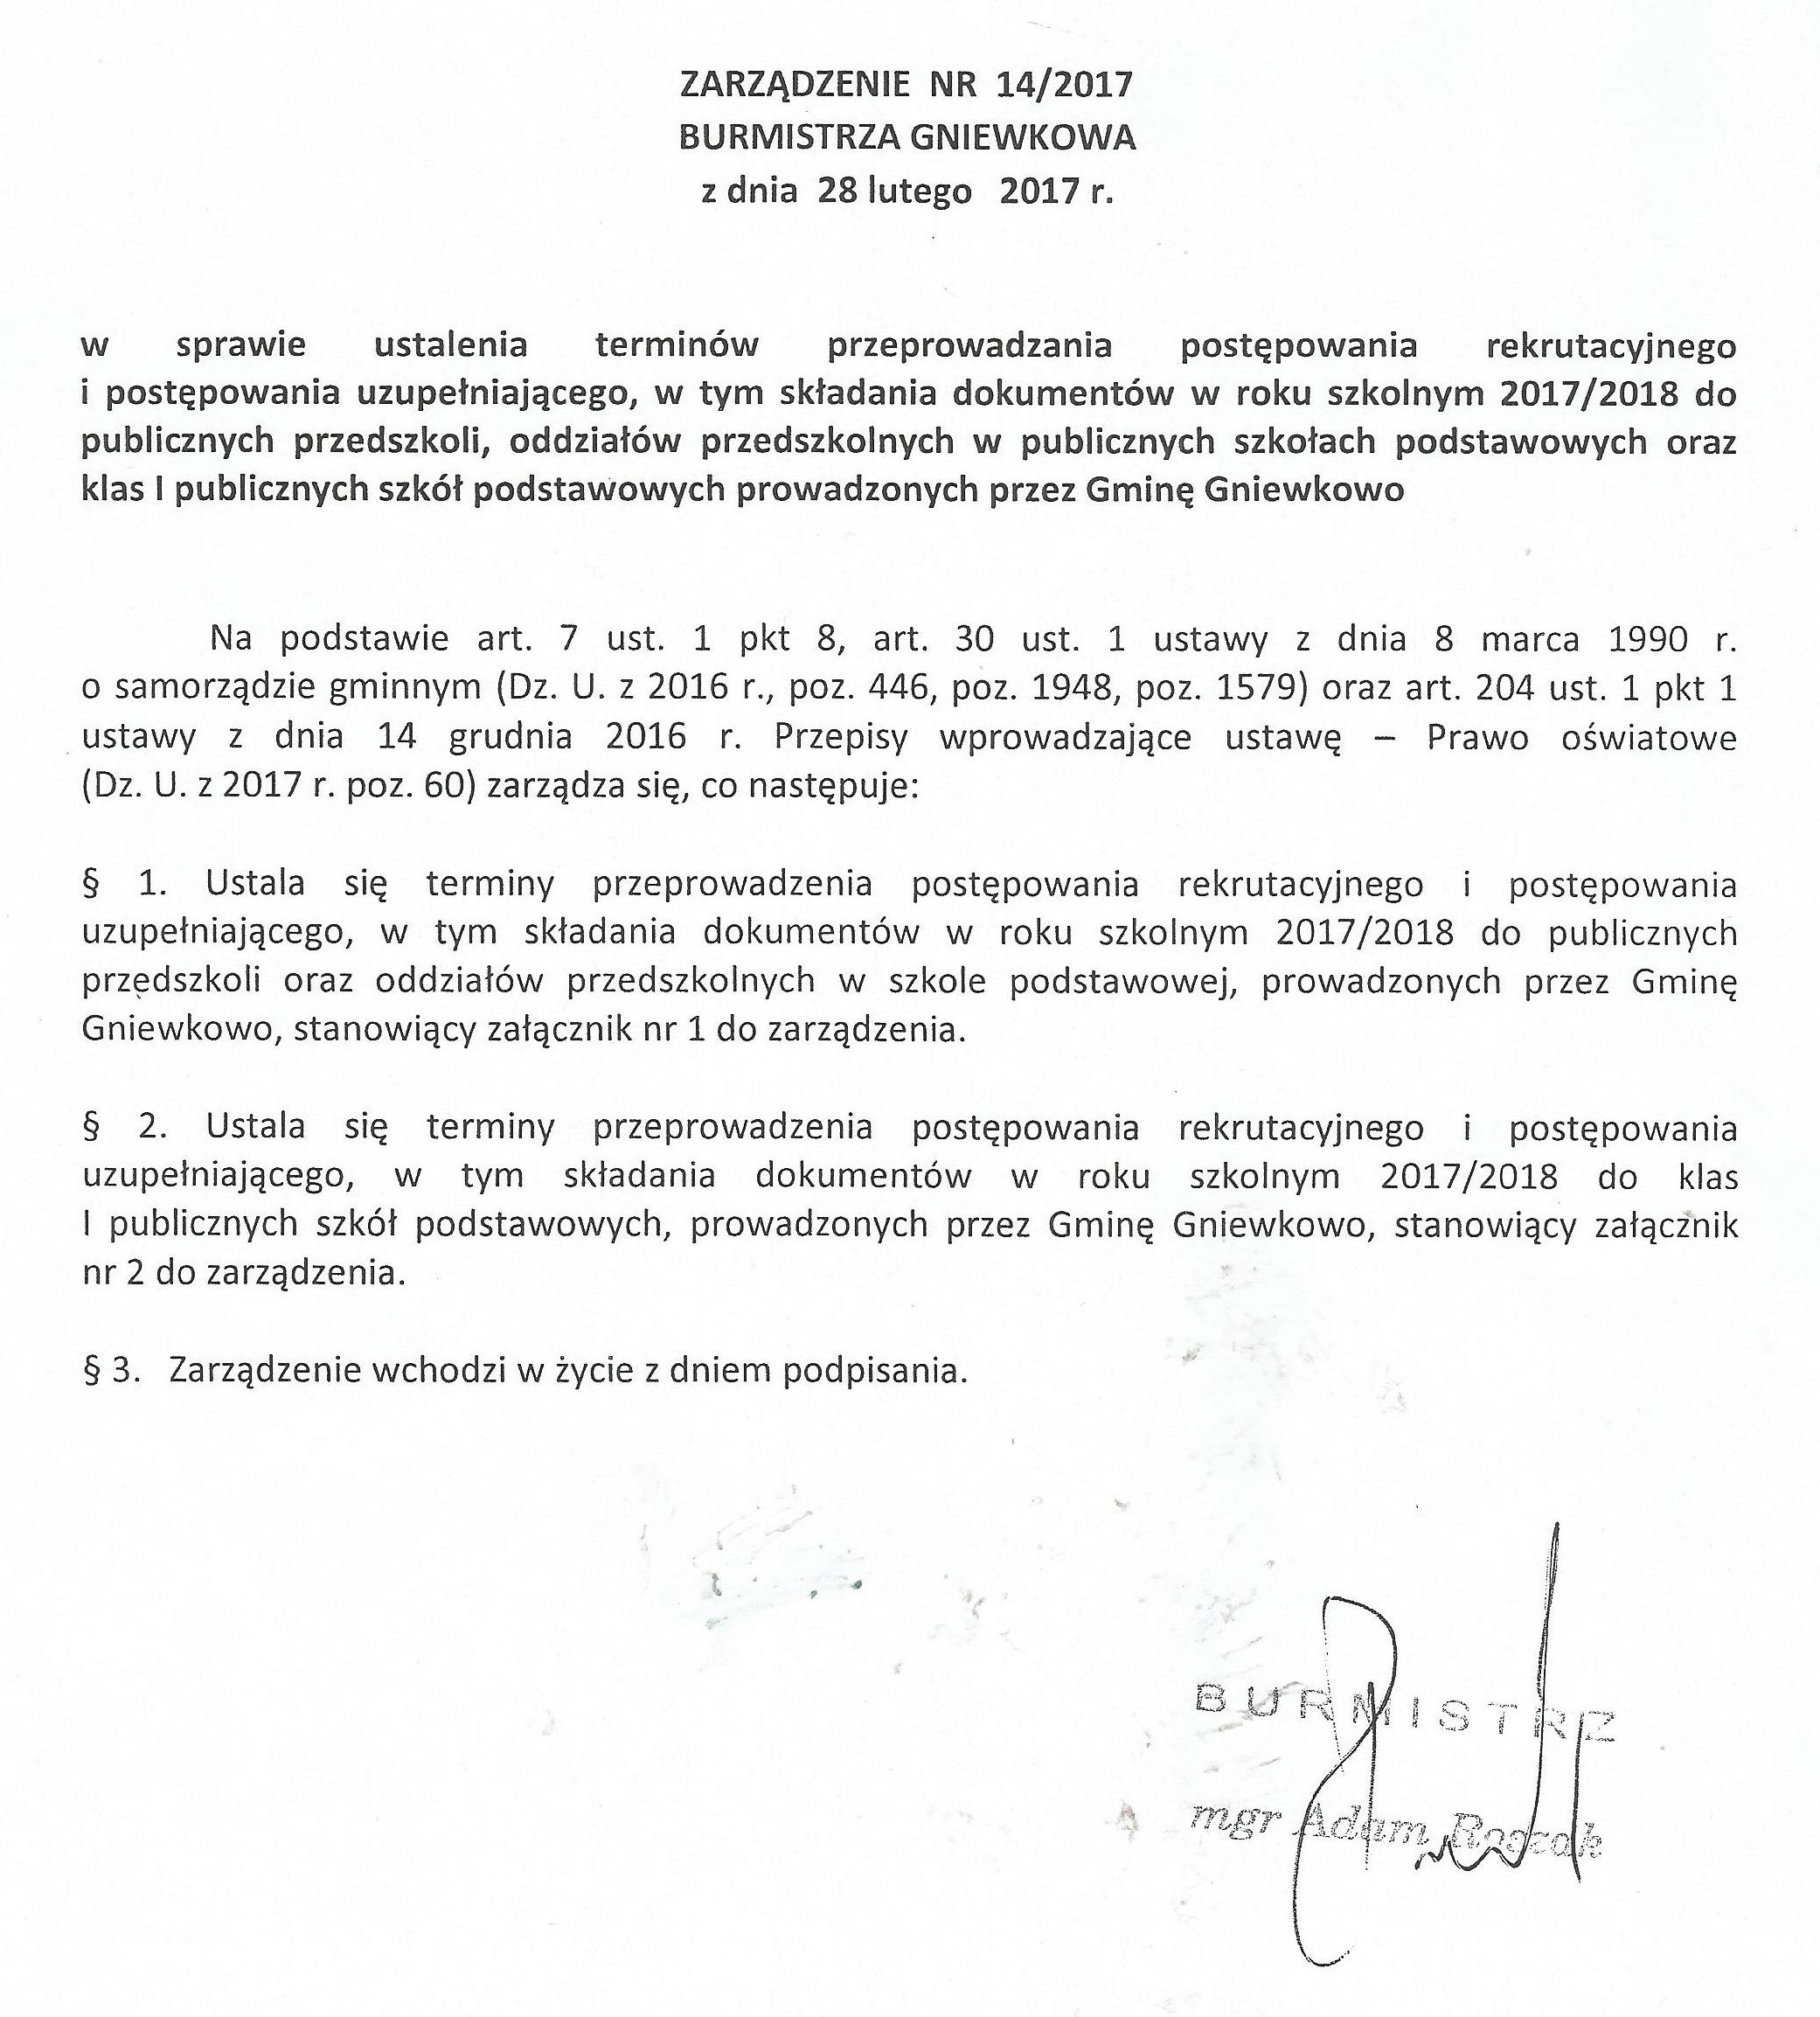 ZARZĄDZENIE NR 14/2017
BURMISTRZA GNIEWKOWA
z dnia 28 lutego 2017 r.
w sprawie ustalenia terminów przeprowadzania postępowania rekrutacyjnego
i postępowania uzupełniającego, w tym składania dokumentów w roku szkolnym 2017/2018 do
publicznych przedszkoli, oddziałów przedszkolnych w publicznych szkołach podstawowych oraz
klas I publicznych szkół podstawowych prowadzonych przez Gminę Gniewkowo
Na podstawie art. 7 ust. 1 pkt 8, art. 30 ust. 1 ustawy z dnia 8 marca 1990 r.
o samorządzie gminnym (Dz. U. z 2016 r., poz. 446, poz. 1948, poz. 1579) oraz art. 204 ust. 1 pkt 1
ustawy z dnia 14 grudnia 2016 r. Przepisy wprowadzające ustawę – Prawo oświatowe
(Dz. U. z 2017 r. poz. 60) zarządza się, co następuje:
§ 1. Ustala się terminy przeprowadzenia postępowania rekrutacyjnego i postępowania
uzupełniającego, w tym składania dokumentów w roku szkolnym 2017/2018 do publicznych
przedszkoli oraz oddziałów przedszkolnych w szkole podstawowej, prowadzonych przez Gminę
Gniewkowo, stanowiący załącznik nr 1 do zarządzenia.
§ 2. Ustala się terminy przeprowadzenia postępowania rekrutacyjnego i postępowania
uzupełniającego, w tym składania dokumentów w roku szkolnym 2017/2018 do klas
I publicznych szkół podstawowych, prowadzonych przez Gminę Gniewkowo, stanowiący załącznik
nr 2 do zarządzenia.
§ 3. Zarządzenie wchodzi w życie z dniem podpisania.
BURMISTRZ
mgr Adam Roszak